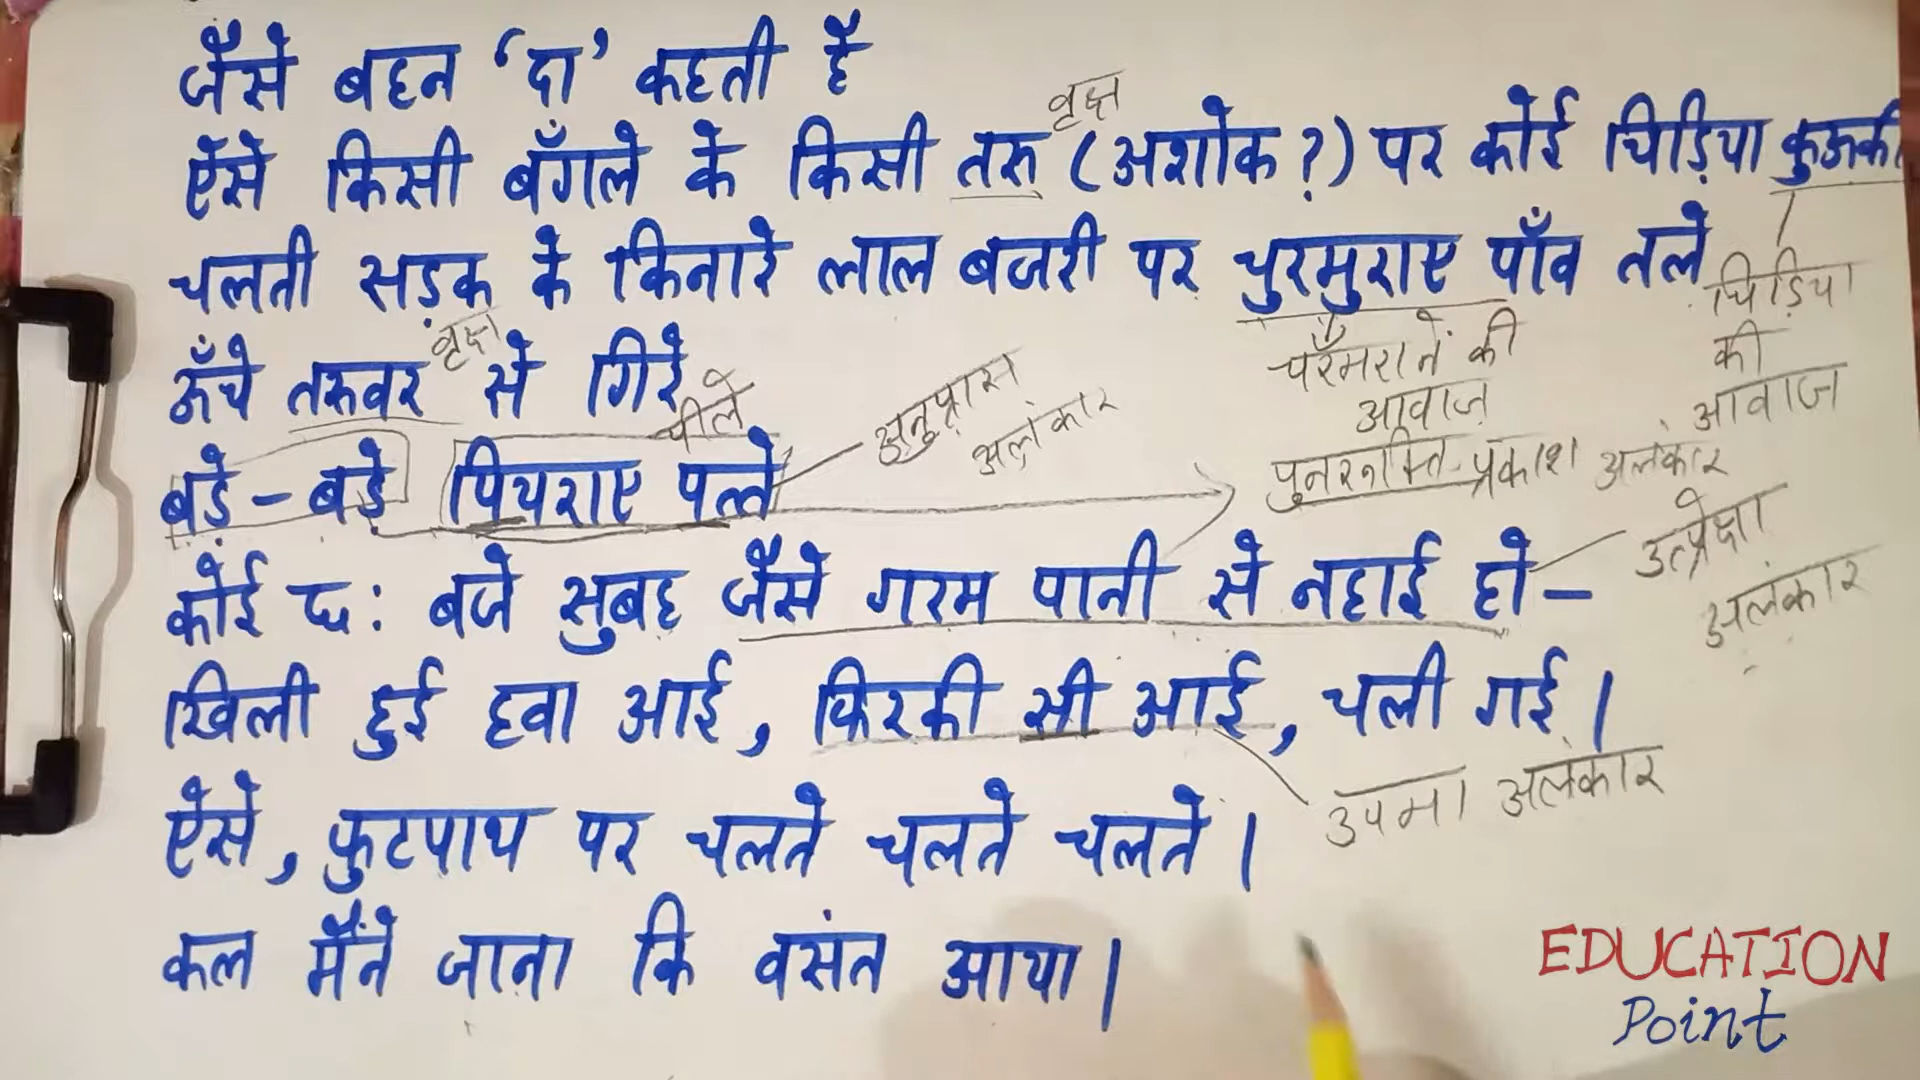 जैसे बहन ‘दा’ कहती है
वृक्ष
ऐसे किसी बँगले के किसी तरु (अशोक?) पर कोई चिड़िया कुऊकी
चलती सड़क के किनारे लाल बजरी पर चुरमुराए पाँव तले
चिड़िया
की
आवाज
वृक्ष
ऊँचे तरुवर से गिरे
चरमराने की
आवाज़
पीले
अनुप्रास
अलंकार
बड़े-बड़े पियराए पत्ते
पुनरुक्ति-प्रकाश अलंकार
कोई छ: बजे सुबह जैसे गरम पानी से नहाई हो-
उत्प्रेक्षा
अलंकार
खिली हुई हवा आई, फिरकी सी आई, चली गई।
उपमा अलंकार
ऐसे, फुटपाथ पर चलते चलते चलते।
कल मैंने जाना कि वसंत आया।
EDUCATION
Point